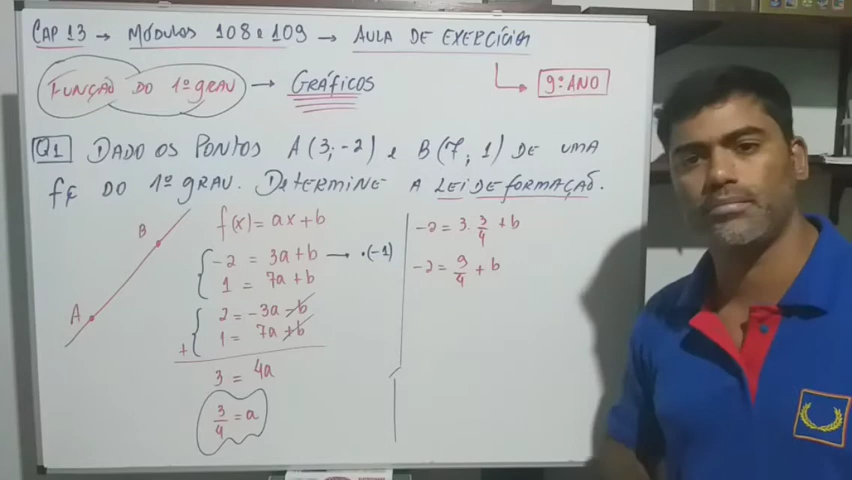 CAP 13 → MÓDULOS 108 e 109 → AULA DE EXERCÍCIOS
FUNÇÃO DO 1º GRAU → GRÁFICOS
9º ANO
Q1 DADO OS PONTOS A(3;-2) e B(7;1) DE UMA
fç DO 1º GRAU. DETERMINE A LEI DE FORMAÇÃO.
B
A
f(x) = ax+b
-2 = 3a+b → ·(-1)
1 = 7a+b
2 = -3a-b
1 = 7a+b
+
3 = 4a
3/4 = a
-2 = 3·3/4 + b
-2 = 9/4 + b